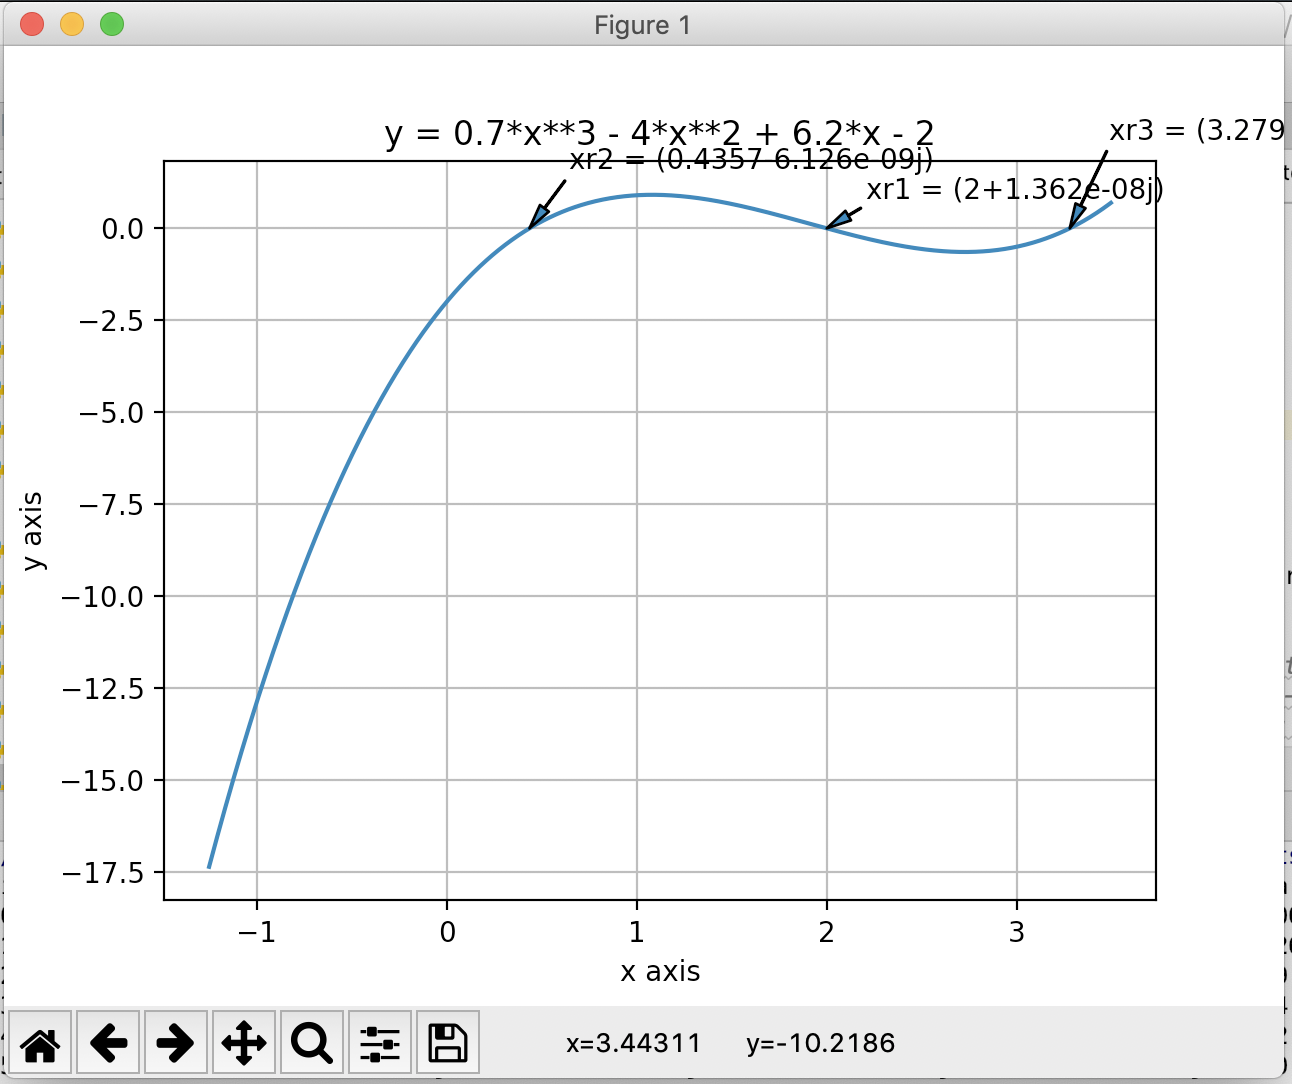 Figure 1
y = 0.7*x**3 - 4*x**2 + 6.2*x - 2
xr3 = (3.279
xr2 = (0.4357-6.126e-09j)
xr1 = (2+1.362e-08j)
0.0
−2.5
−5.0
−7.5
−10.0
−12.5
−15.0
−17.5
y axis
−1 0 1 2 3
x axis
x=3.44311 y=-10.2186